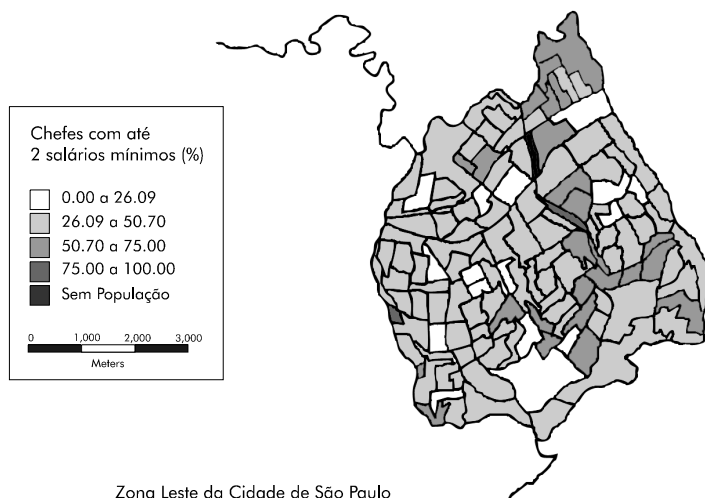 Chefes com até
2 salários mínimos (%)
0.00 a 26.09
26.09 a 50.70
50.70 a 75.00
75.00 a 100.00
Sem População
0 1,000 2,000 3,000
Meters
Zona Leste da Cidade de São Paulo